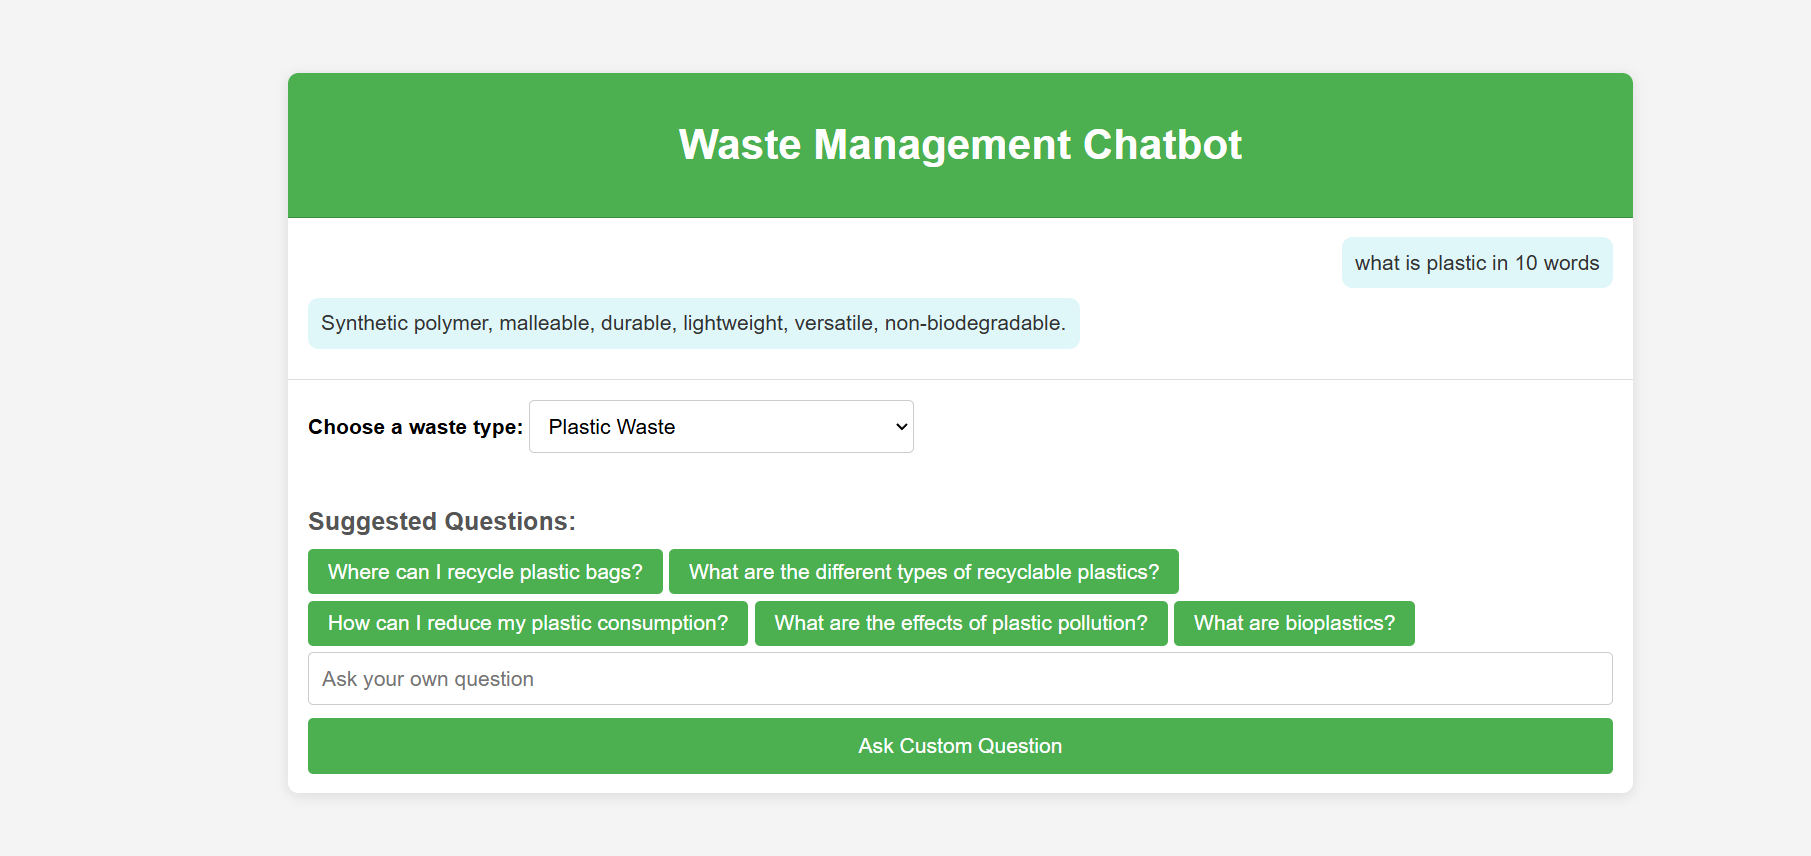 Waste Management Chatbot
what is plastic in 10 words
Synthetic polymer, malleable, durable, lightweight, versatile, non-biodegradable.
Choose a waste type: Plastic Waste
Suggested Questions:
Where can I recycle plastic bags? What are the different types of recyclable plastics?
How can I reduce my plastic consumption? What are the effects of plastic pollution? What are bioplastics?
Ask your own question
Ask Custom Question